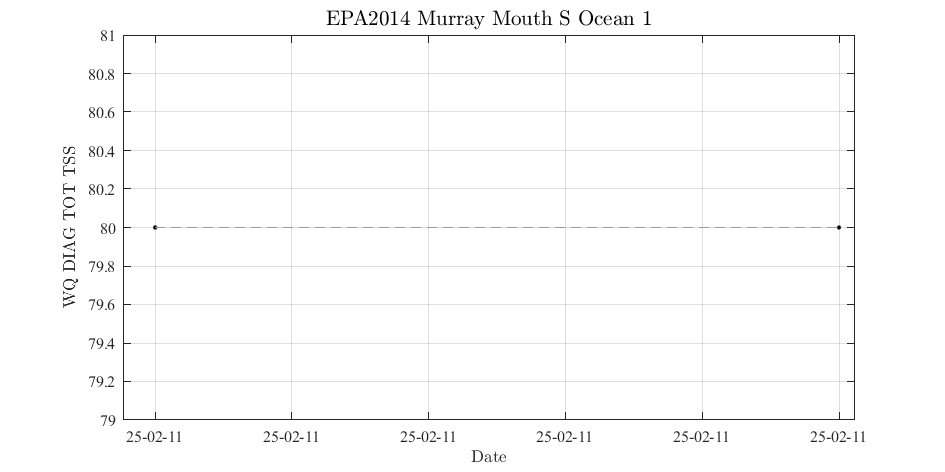 EPA2014 Murray Mouth S Ocean 1
81
80.8
80.6
80.4
80.2
80
79.8
79.6
79.4
79.2
79
WQ DIAG TOT TSS
25-02-11 25-02-11 25-02-11 25-02-11 25-02-11 25-02-11
Date